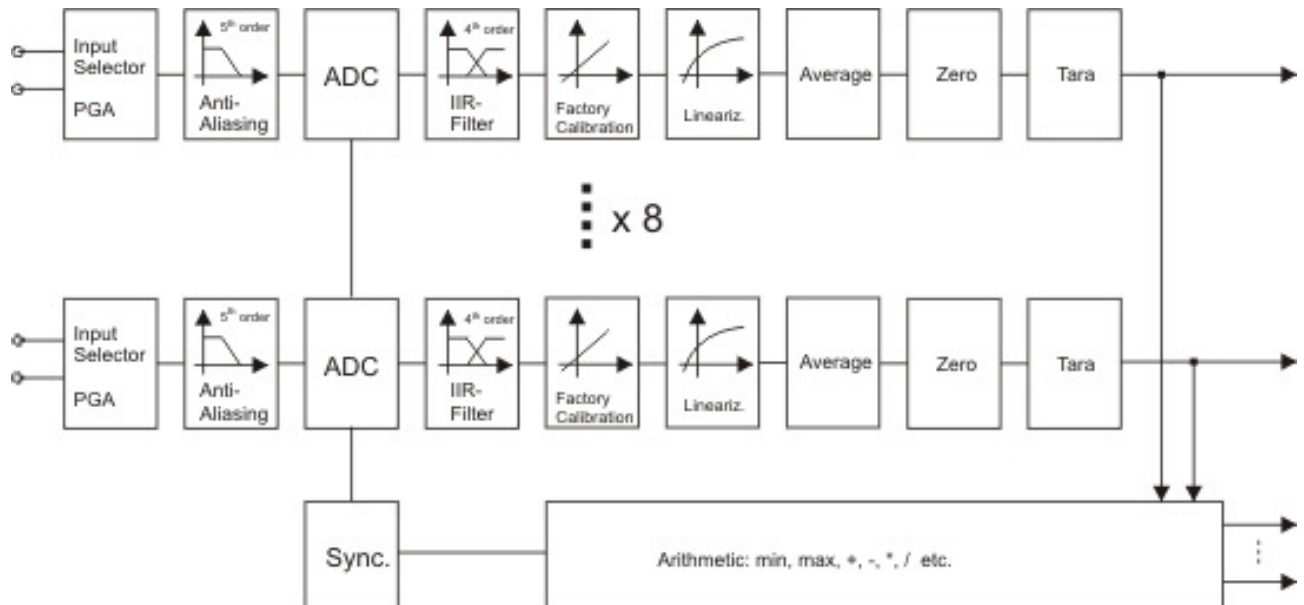 Input
Selector
PGA
5th order
Anti-
Aliasing
ADC
4th order
IIR-
Filter
Factory
Calibration
Lineariz.
Average
Zero
Tara
x 8
Input
Selector
PGA
5th order
Anti-
Aliasing
ADC
4th order
IIR-
Filter
Factory
Calibration
Lineariz.
Average
Zero
Tara
Sync.
Arithmetic: min, max, +, -, *, / etc.